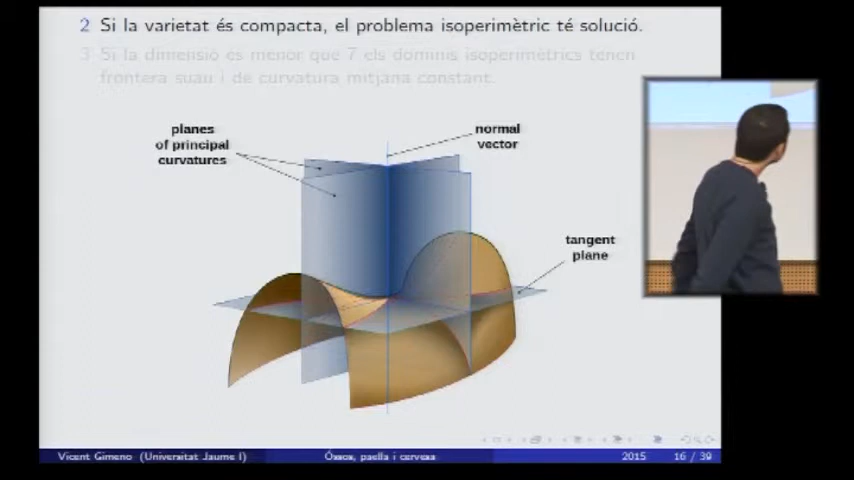 2 Si la varietat és compacta, el problema isoperimètric té solució.
3 Si la dimensió és menor que 7 els dominis isoperimètrics tenen
frontera suau i de curvatura mitjana constant.
planes
of principal
curvatures
normal
vector
tangent
plane
Vicent Gimeno (Universitat Jaume I)
Óssos, paella i cervesa
2015
16 / 39